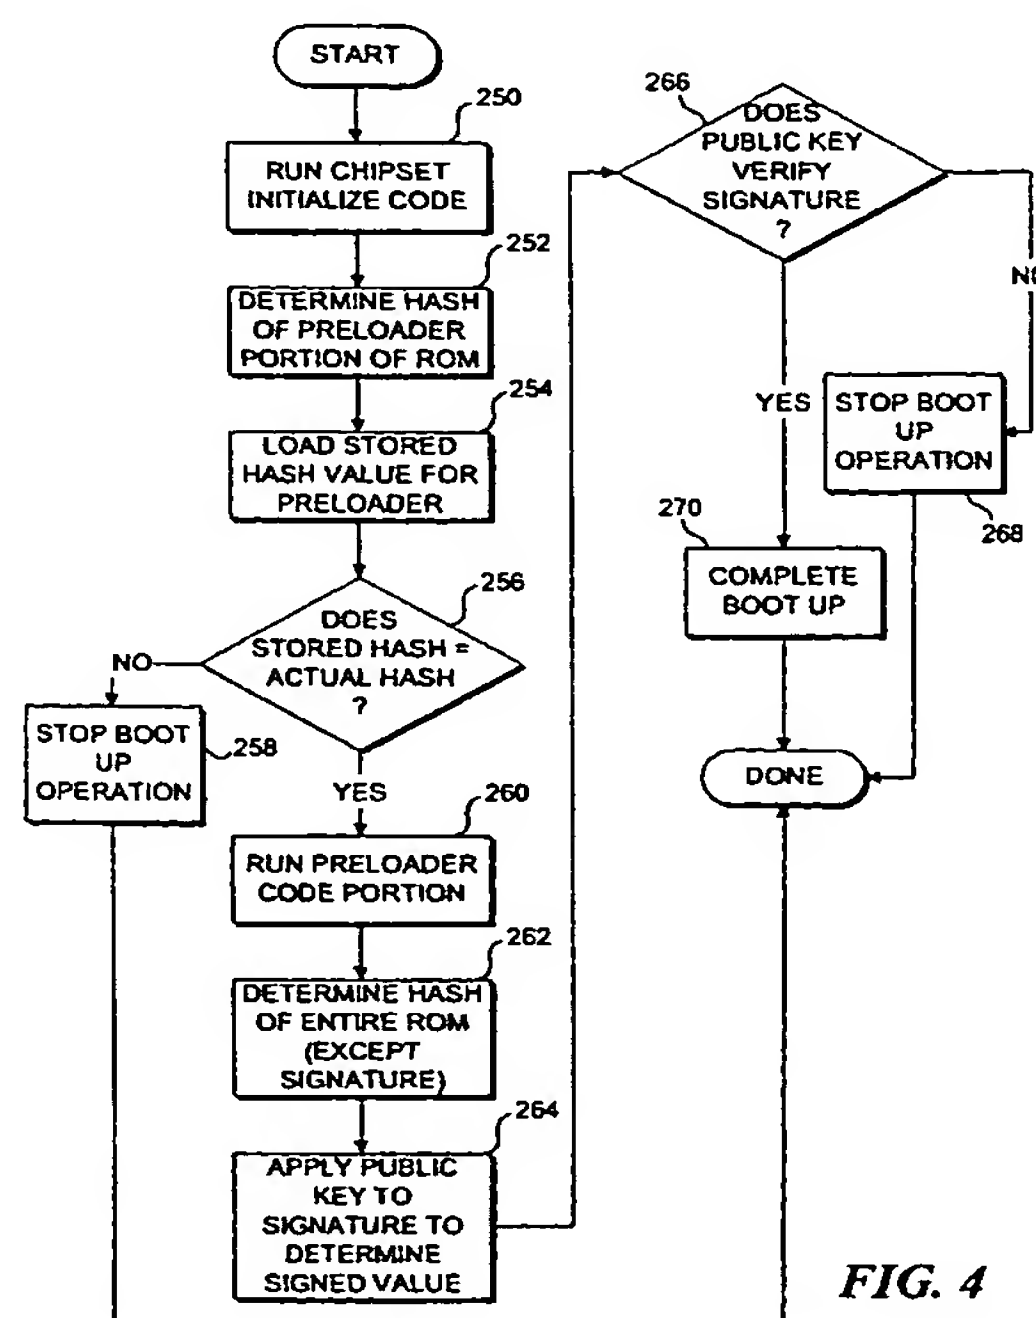 START
250
RUN CHIPSET
INITIALIZE CODE
252
DETERMINE HASH
OF PRELOADER
PORTION OF ROM
254
LOAD STORED
HASH VALUE FOR
PRELOADER
256
DOES
STORED HASH =
ACTUAL HASH
?
NO
STOP BOOT
UP
OPERATION
258
YES
260
RUN PRELOADER
CODE PORTION
262
DETERMINE HASH
OF ENTIRE ROM
(EXCEPT
SIGNATURE)
264
APPLY PUBLIC
KEY TO
SIGNATURE TO
DETERMINE
SIGNED VALUE
266
DOES
PUBLIC KEY
VERIFY
SIGNATURE
?
NO
YES
STOP BOOT
UP
OPERATION
268
270
COMPLETE
BOOT UP
DONE
FIG. 4